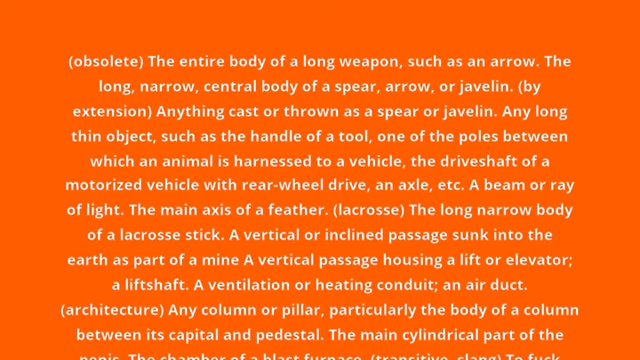 (obsolete) The entire body of a long weapon, such as an arrow. The
long, narrow, central body of a spear, arrow, or javelin. (by
extension) Anything cast or thrown as a spear or javelin. Any long
thin object, such as the handle of a tool, one of the poles between
which an animal is harnessed to a vehicle, the driveshaft of a
motorized vehicle with rear-wheel drive, an axle, etc. A beam or ray
of light. The main axis of a feather. (lacrosse) The long narrow body
of a lacrosse stick. A vertical or inclined passage sunk into the
earth as part of a mine A vertical passage housing a lift or elevator;
a liftshaft. A ventilation or heating conduit; an air duct.
(architecture) Any column or pillar, particularly the body of a column
between its capital and pedestal. The main cylindrical part of the
penis. The chamber of a blast furnace. (transitive, slang) To fuck